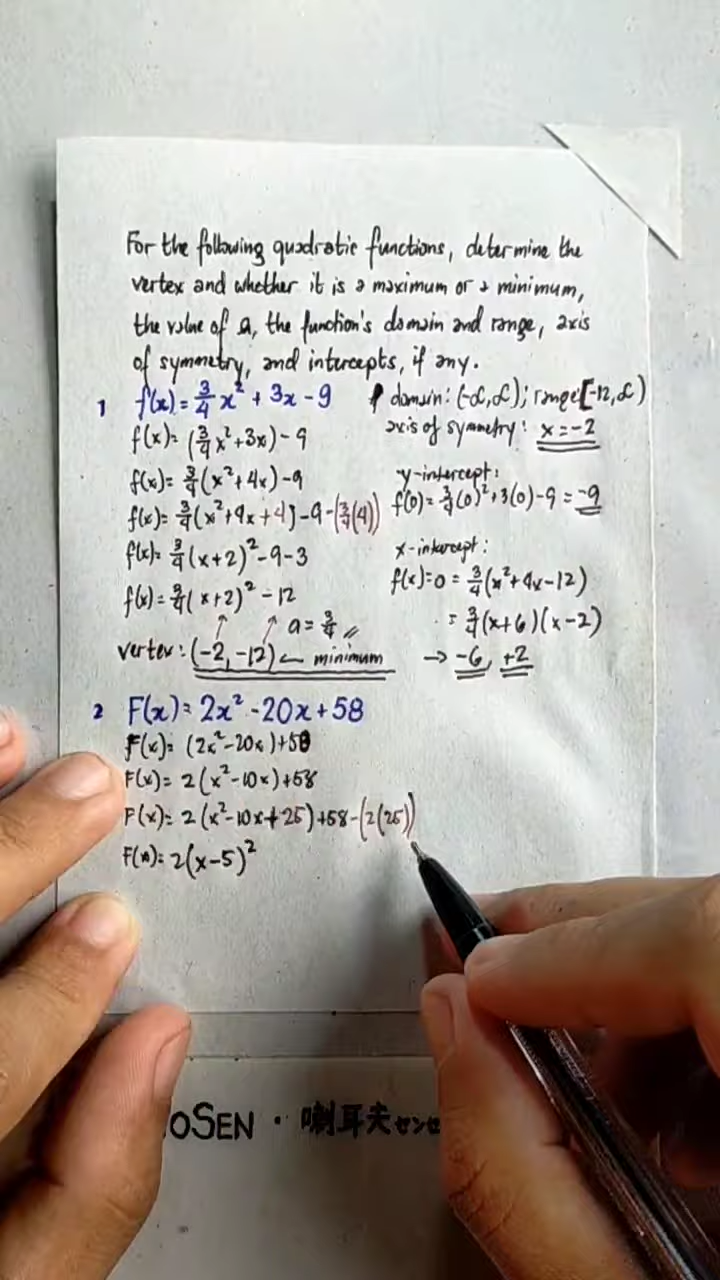 For the following quadratic functions, determine the
vertex and whether it is a maximum or a minimum,
the value of a, the function's domain and range, axis
of symmetry, and intercepts, if any.
1 f(x) = 3/4 x² + 3x - 9
f(x) = (3/4 x² + 3x) - 9
f(x) = 3/4 (x² + 4x) - 9
f(x) = 3/4 (x² + 4x + 4) - 9 - (3/4(4))
f(x) = 3/4 (x+2)² - 9 - 3
f(x) = 3/4 (x+2)² - 12
a = 3/4
vertex: (-2, -12) ← minimum
domain: (-∞,∞); range [-12,∞)
axis of symmetry: x = -2
y-intercept:
f(0) = 3/4(0)² + 3(0) - 9 = -9
x-intercept:
f(x) = 0 = 3/4 (x² + 4x - 12)
= 3/4 (x+6)(x-2)
→ -6, +2
2 F(x) = 2x² - 20x + 58
F(x) = (2x² - 20x) + 58
F(x) = 2(x² - 10x) + 58
F(x) = 2(x² - 10x + 25) + 58 - (2(25))
F(x) = 2(x-5)²
OSEN · 喇耳夫センセ